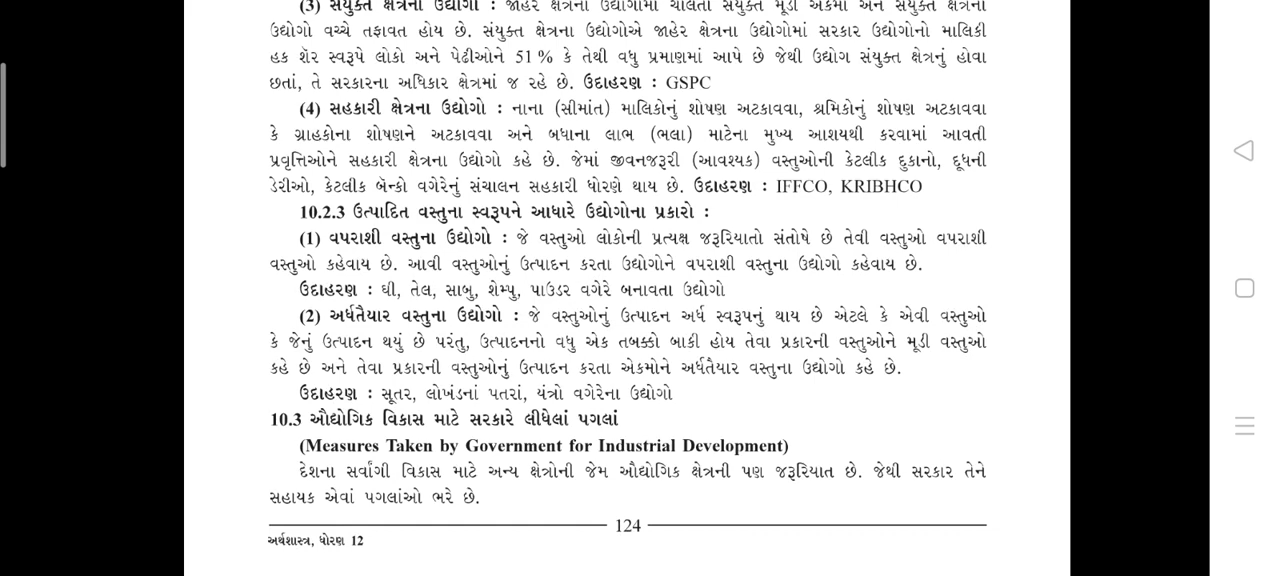 (3) સંયુક્ત ક્ષેત્રના ઉદ્યોગો : જાહેર ક્ષેત્રના ઉદ્યોગોમાં ચાલતા સંયુક્ત મૂડી એકમો અને સંયુક્ત ક્ષેત્રના
ઉદ્યોગો વચ્ચે તફાવત હોય છે. સંયુક્ત ક્ષેત્રના ઉદ્યોગોએ જાહેર ક્ષેત્રના ઉદ્યોગોમાં સરકાર ઉદ્યોગોનો માલિકી
હક શૅર સ્વરૂપે લોકો અને પેઢીઓને 51 % કે તેથી વધુ પ્રમાણમાં આપે છે જેથી ઉદ્યોગ સંયુક્ત ક્ષેત્રનું હોવા
છતાં, તે સરકારના અધિકાર ક્ષેત્રમાં જ રહે છે. ઉદાહરણ : GSPC
(4) સહકારી ક્ષેત્રના ઉદ્યોગો : નાના (સીમાંત) માલિકોનું શોષણ અટકાવવા, શ્રમિકોનું શોષણ અટકાવવા
કે ગ્રાહકોના શોષણને અટકાવવા અને બધાના લાભ (ભલા) માટેના મુખ્ય આશયથી કરવામાં આવતી
પ્રવૃત્તિઓને સહકારી ક્ષેત્રના ઉદ્યોગો કહે છે. જેમાં જીવનજરૂરી (આવશ્યક) વસ્તુઓની કેટલીક દુકાનો, દૂધની
ડેરીઓ, કેટલીક બૅન્કો વગેરેનું સંચાલન સહકારી ધોરણે થાય છે. ઉદાહરણ : IFFCO, KRIBHCO
10.2.3 ઉત્પાદિત વસ્તુના સ્વરૂપને આધારે ઉદ્યોગોના પ્રકારો :
(1) વપરાશી વસ્તુના ઉદ્યોગો : જે વસ્તુઓ લોકોની પ્રત્યક્ષ જરૂરિયાતો સંતોષે છે તેવી વસ્તુઓ વપરાશી
વસ્તુઓ કહેવાય છે. આવી વસ્તુઓનું ઉત્પાદન કરતા ઉદ્યોગોને વપરાશી વસ્તુના ઉદ્યોગો કહેવાય છે.
ઉદાહરણ : ઘી, તેલ, સાબુ, શેમ્પુ, પાઉડર વગેરે બનાવતા ઉદ્યોગો
(2) અર્ધતૈયાર વસ્તુના ઉદ્યોગો : જે વસ્તુઓનું ઉત્પાદન અર્ધ સ્વરૂપનું થાય છે એટલે કે એવી વસ્તુઓ
કે જેનું ઉત્પાદન થયું છે પરંતુ, ઉત્પાદનનો વધુ એક તબક્કો બાકી હોય તેવા પ્રકારની વસ્તુઓને મૂડી વસ્તુઓ
કહે છે અને તેવા પ્રકારની વસ્તુઓનું ઉત્પાદન કરતા એકમોને અર્ધતૈયાર વસ્તુના ઉદ્યોગો કહે છે.
ઉદાહરણ : સૂતર, લોખંડનાં પતરાં, યંત્રો વગેરેના ઉદ્યોગો
10.3 ઔદ્યોગિક વિકાસ માટે સરકારે લીધેલાં પગલાં
(Measures Taken by Government for Industrial Development)
દેશના સર્વાંગી વિકાસ માટે અન્ય ક્ષેત્રોની જેમ ઔદ્યોગિક ક્ષેત્રની પણ જરૂરિયાત છે. જેથી સરકાર તેને
સહાયક એવાં પગલાંઓ ભરે છે.
124
અર્થશાસ્ત્ર, ધોરણ 12